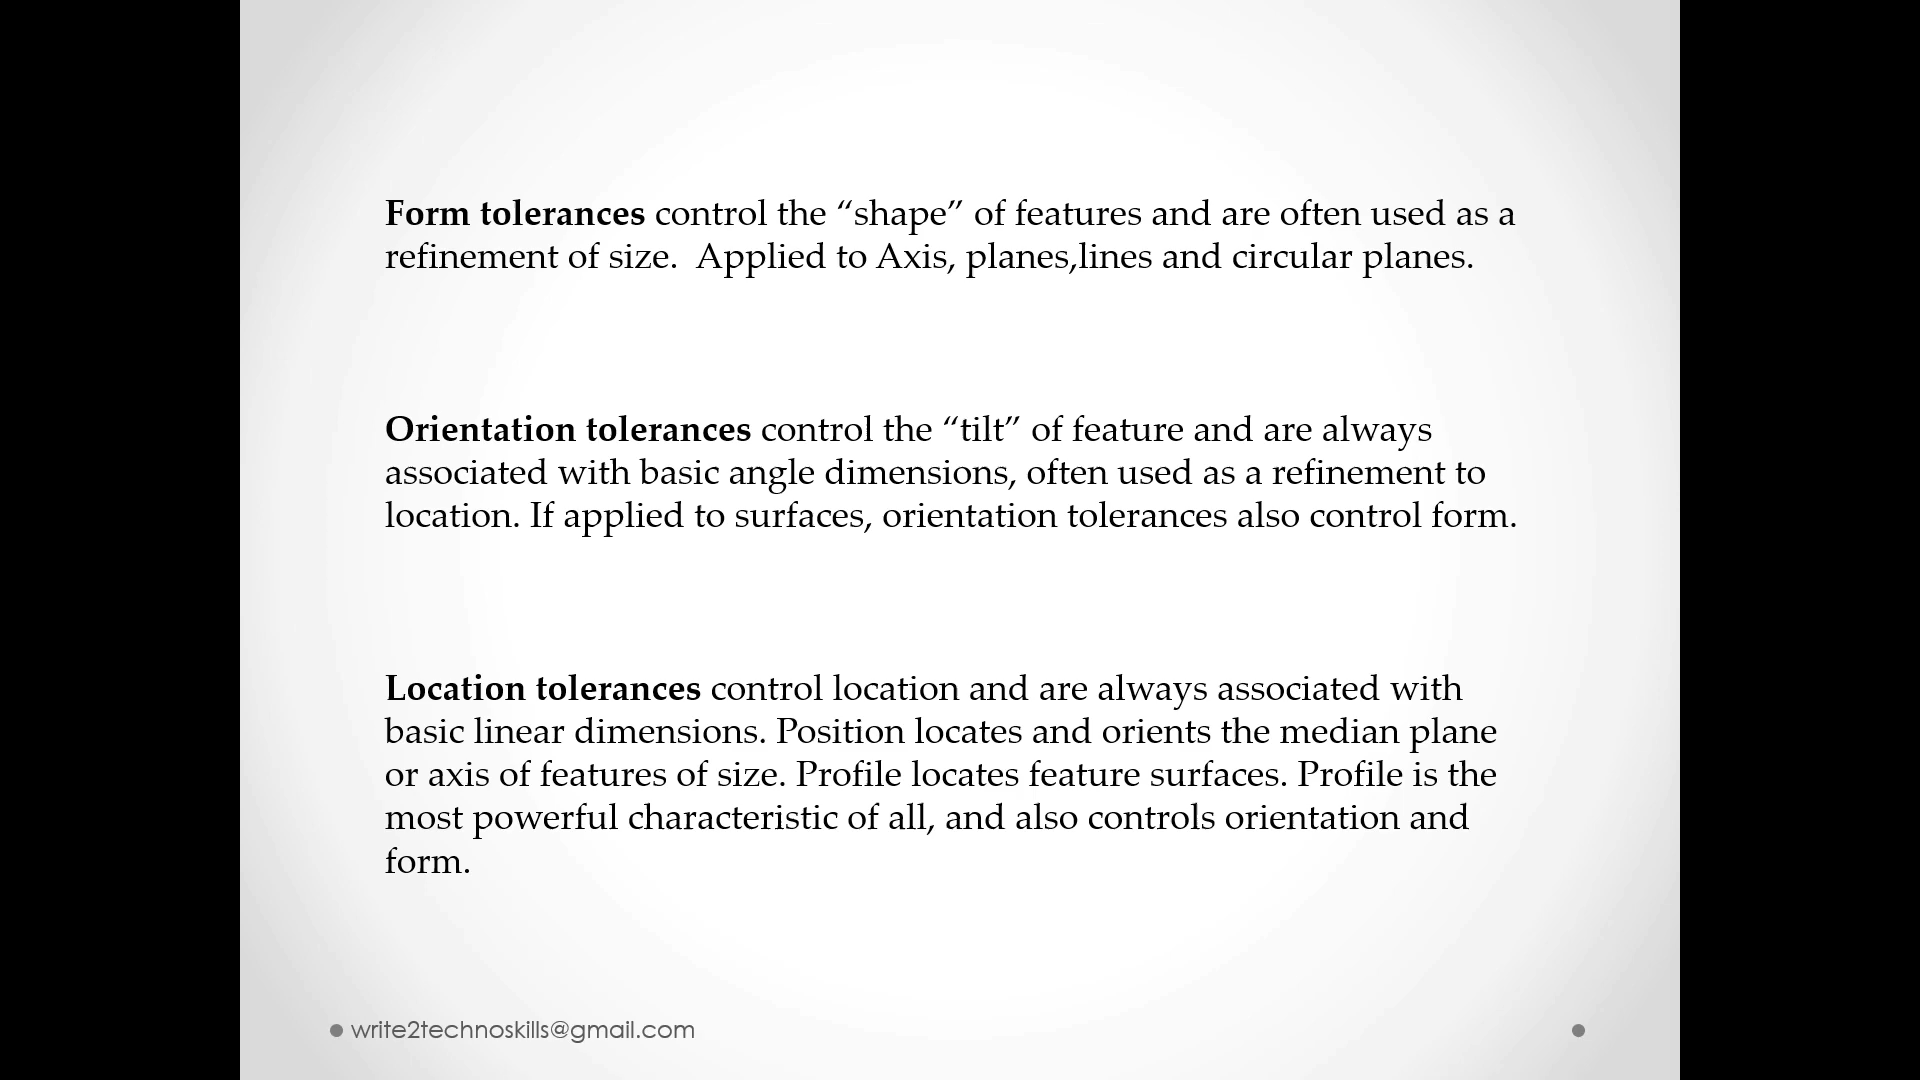 Form tolerances control the “shape” of features and are often used as a
refinement of size.  Applied to Axis, planes,lines and circular planes.
Orientation tolerances control the “tilt” of feature and are always
associated with basic angle dimensions, often used as a refinement to
location. If applied to surfaces, orientation tolerances also control form.
Location tolerances control location and are always associated with
basic linear dimensions. Position locates and orients the median plane
or axis of features of size. Profile locates feature surfaces. Profile is the
most powerful characteristic of all, and also controls orientation and
form.
write2technoskills@gmail.com